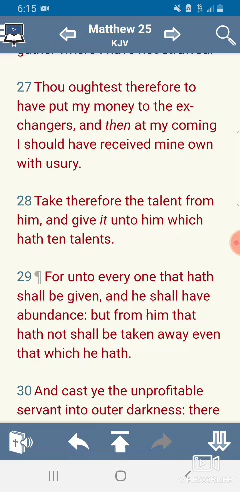 6:15
Matthew 25
KJV
27 Thou oughtest therefore to
have put my money to the ex-
changers, and then at my coming
I should have received mine own
with usury.
28 Take therefore the talent from
him, and give it unto him which
hath ten talents.
29 ¶ For unto every one that hath
shall be given, and he shall have
abundance: but from him that
hath not shall be taken away even
that which he hath.
30 And cast ye the unprofitable
servant into outer darkness: there